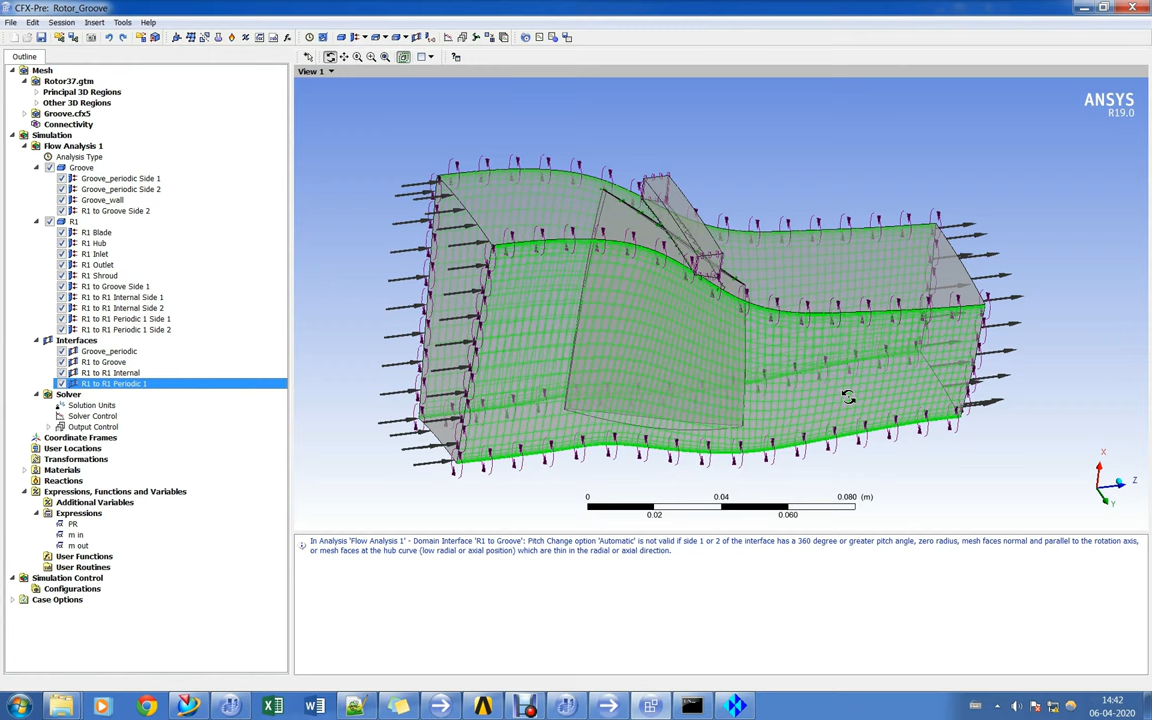 CFX-Pre: Rotor_Groove
File Edit Session Insert Tools Help
Outline
View 1
Mesh
Rotor37.gtm
Principal 3D Regions
Other 3D Regions
Groove.cfx5
Connectivity
Simulation
Flow Analysis 1
Analysis Type
Groove
Groove_periodic Side 1
Groove_periodic Side 2
Groove_wall
R1 to Groove Side 2
R1
R1 Blade
R1 Hub
R1 Inlet
R1 Outlet
R1 Shroud
R1 to Groove Side 1
R1 to R1 Internal Side 1
R1 to R1 Internal Side 2
R1 to R1 Periodic 1 Side 1
R1 to R1 Periodic 1 Side 2
Interfaces
Groove_periodic
R1 to Groove
R1 to R1 Internal
R1 to R1 Periodic 1
Solver
Solution Units
Solver Control
Output Control
Coordinate Frames
User Locations
Transformations
Materials
Reactions
Expressions, Functions and Variables
Additional Variables
Expressions
PR
m in
m out
User Functions
User Routines
Simulation Control
Configurations
Case Options
ANSYS
R19.0
0 0.04 0.080 (m)
0.02 0.060
X
Z
Y
In Analysis 'Flow Analysis 1' - Domain Interface 'R1 to Groove': Pitch Change option 'Automatic' is not valid if side 1 or 2 of the interface has a 360 degree or greater pitch angle, zero radius, mesh faces normal and parallel to the rotation axis,
or mesh faces at the hub curve (low radial or axial position) which are thin in the radial or axial direction.
14:42
06-04-2020